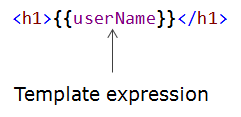 <h1>{{userName}}</h1>
Template expression